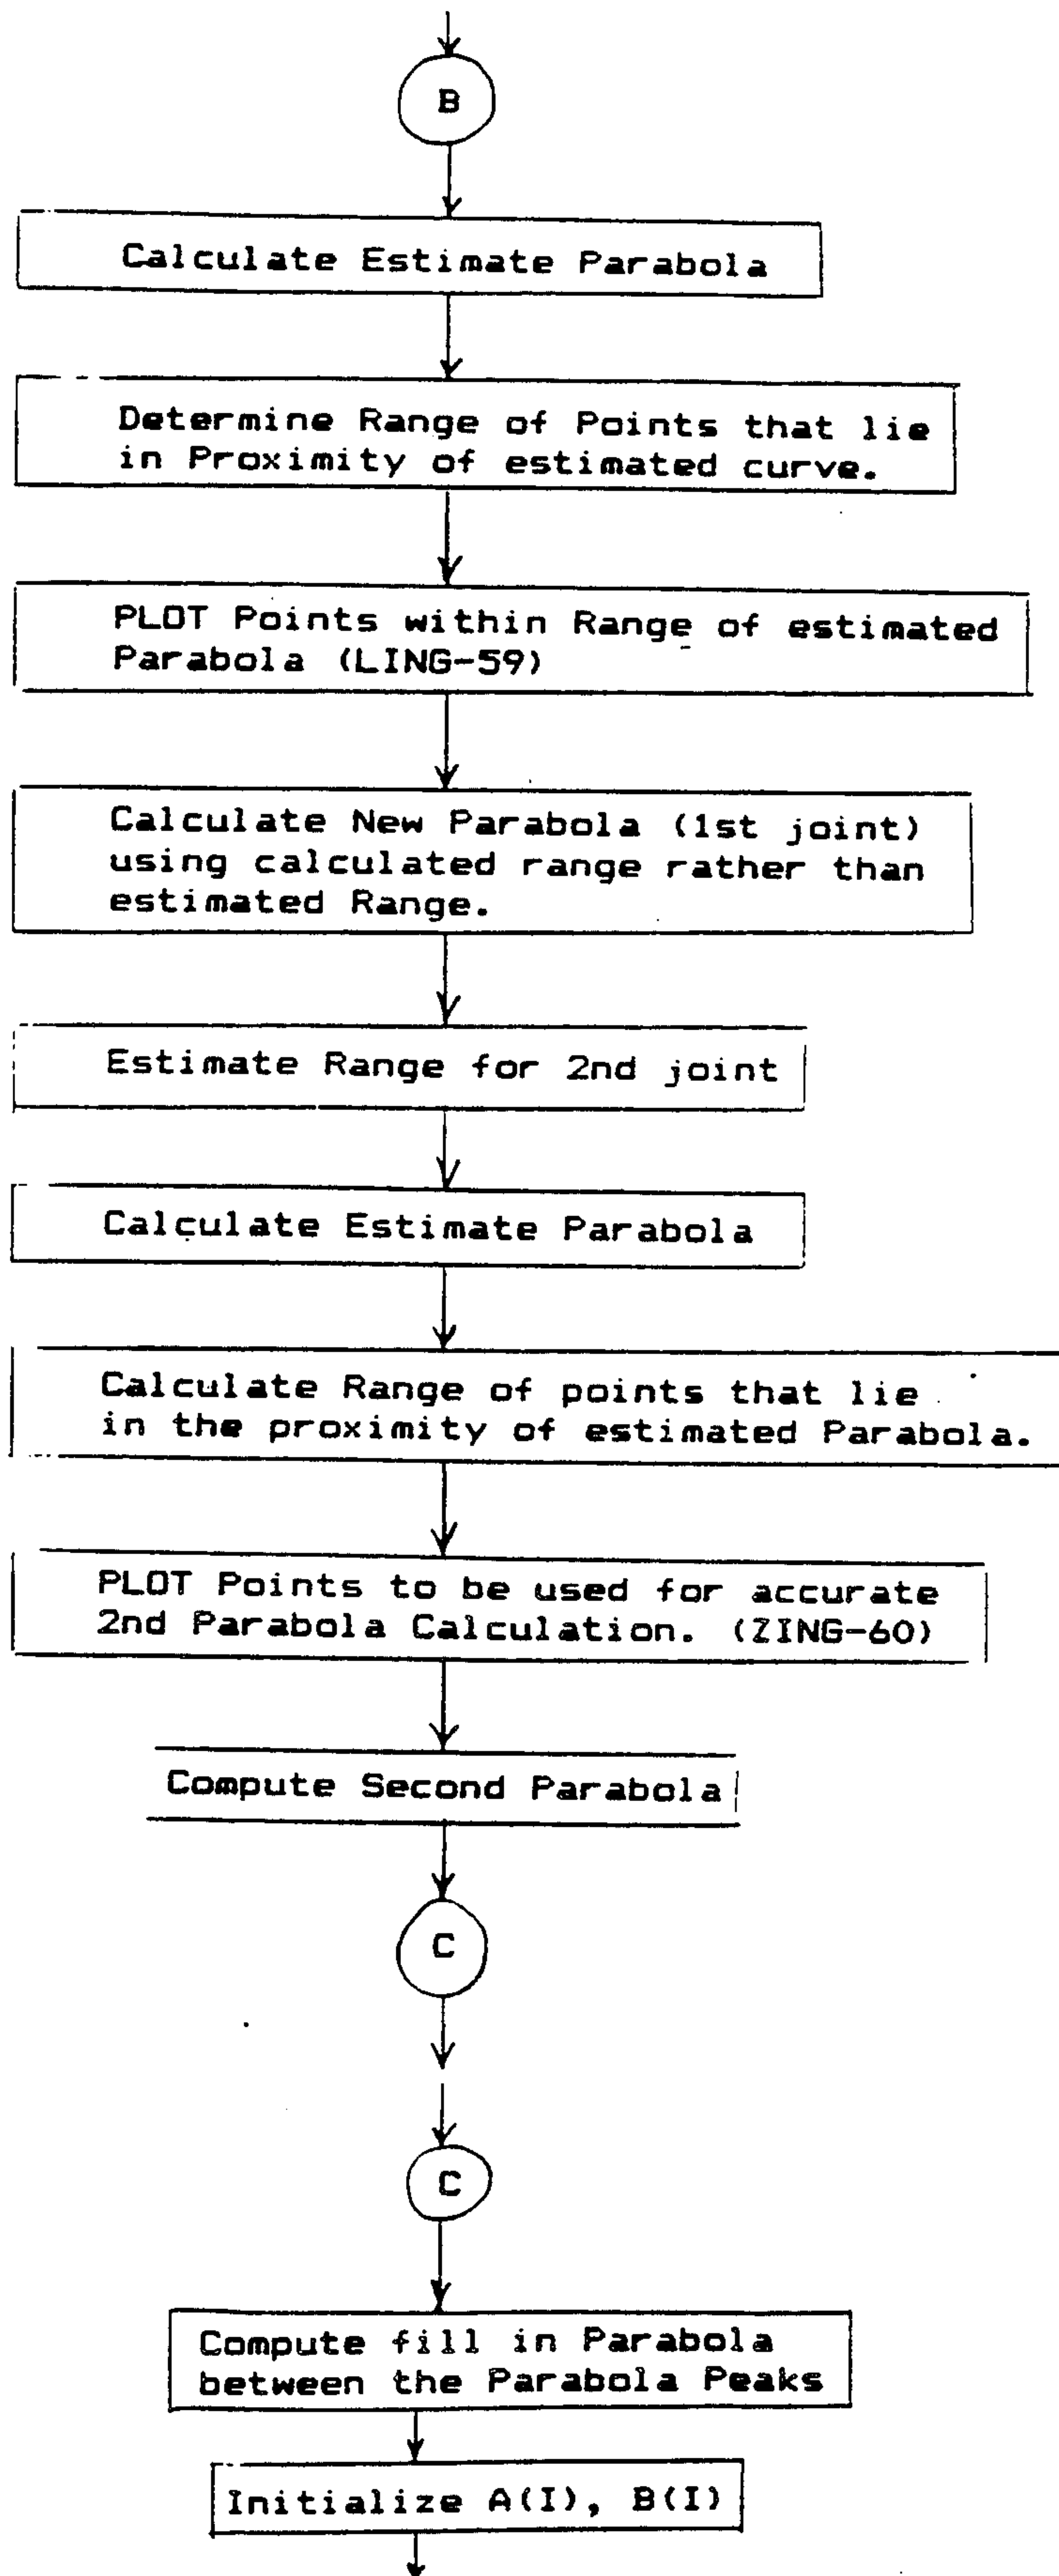 B
Calculate Estimate Parabola
Determine Range of Points that lie
in Proximity of estimated curve.
PLOT Points within Range of estimated
Parabola (LING-59)
Calculate New Parabola (1st joint)
using calculated range rather than
estimated Range.
Estimate Range for 2nd joint
Calculate Estimate Parabola
Calculate Range of points that lie
in the proximity of estimated Parabola.
PLOT Points to be used for accurate
2nd Parabola Calculation. (ZING-60)
Compute Second Parabola
C
C
Compute fill in Parabola
between the Parabola Peaks
Initialize A(I), B(I)